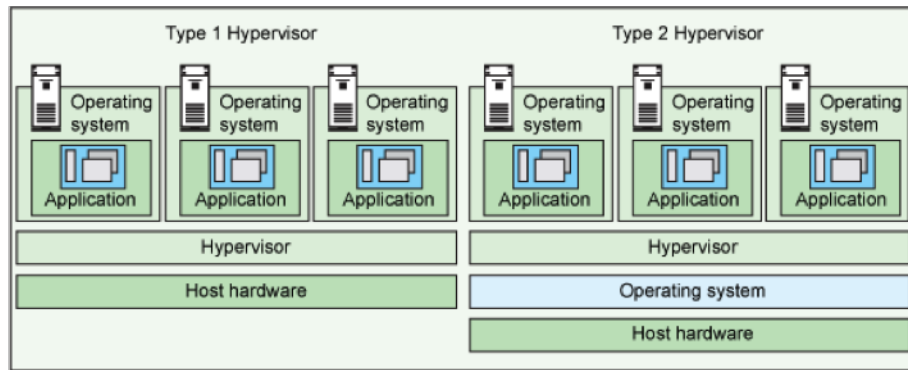 Type 1 Hypervisor
Operating
system
Application
Operating
system
Application
Operating
system
Application
Hypervisor
Host hardware
Type 2 Hypervisor
Operating
system
Application
Operating
system
Application
Operating
system
Application
Hypervisor
Operating system
Host hardware